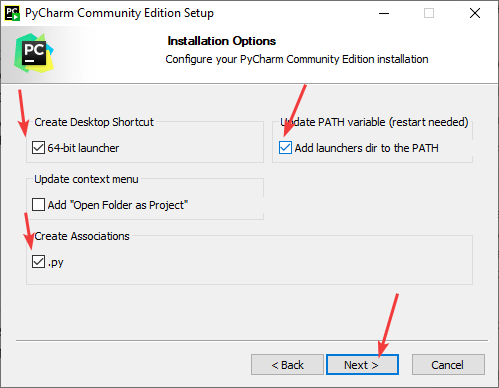 PyCharm Community Edition Setup
PC
Installation Options
Configure your PyCharm Community Edition installation
Create Desktop Shortcut
64-bit launcher
Update PATH variable (restart needed)
Add launchers dir to the PATH
Update context menu
Add "Open Folder as Project"
Create Associations
.py
< Back
Next >
Cancel